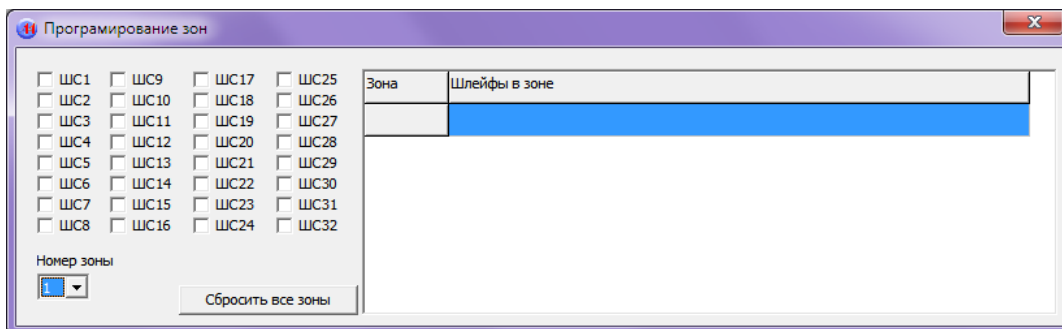 Програмирование зон
ШС1 ШС9 ШС17 ШС25
ШС2 ШС10 ШС18 ШС26
ШС3 ШС11 ШС19 ШС27
ШС4 ШС12 ШС20 ШС28
ШС5 ШС13 ШС21 ШС29
ШС6 ШС14 ШС22 ШС30
ШС7 ШС15 ШС23 ШС31
ШС8 ШС16 ШС24 ШС32
Номер зоны
1
Сбросить все зоны
Зона Шлейфы в зоне